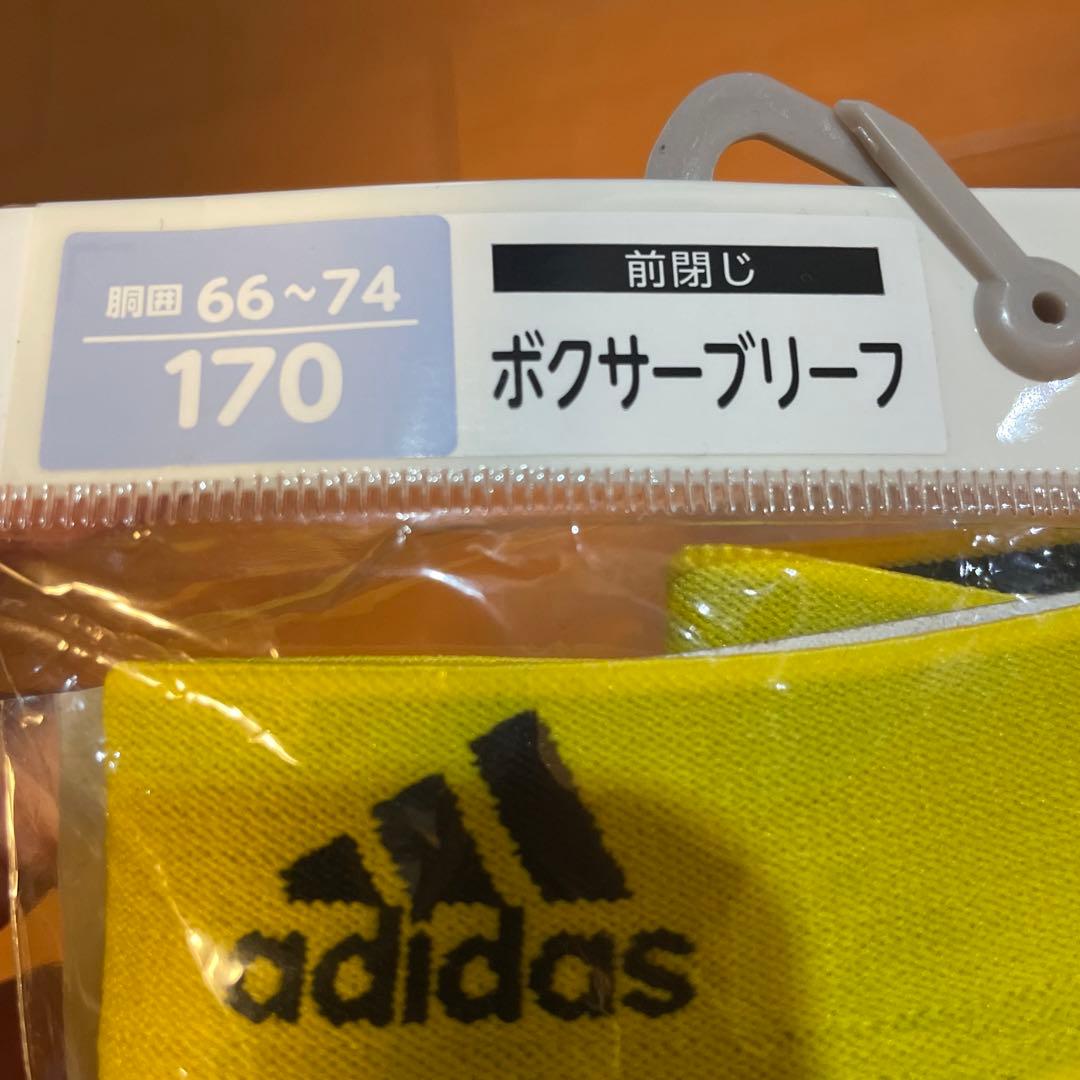 胴囲 66~74
170
前閉じ
ボクサーブリーフ
adidas